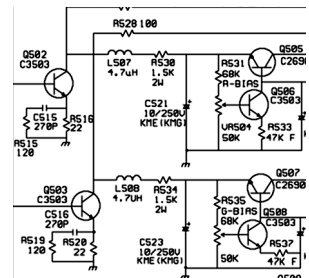 R528 100
Q502
C3503
L507
4.7uH
R530
1.5K
2W
R531
68K
R-BIAS
Q505
C2690
Q506
C3503
C515
270P
R516
22
R515
120
C521
10/250V
KME(KMG)
VR504
50K
R533
47K F
Q503
C3503
L508
4.7UH
R534
1.5K
2W
R535
G-BIAS
68K
Q507
C2690
Q508
C3503
C516
270P
R519
120
R520
22
C523
10/250V
KME(KMG)
50K
R537
47K F